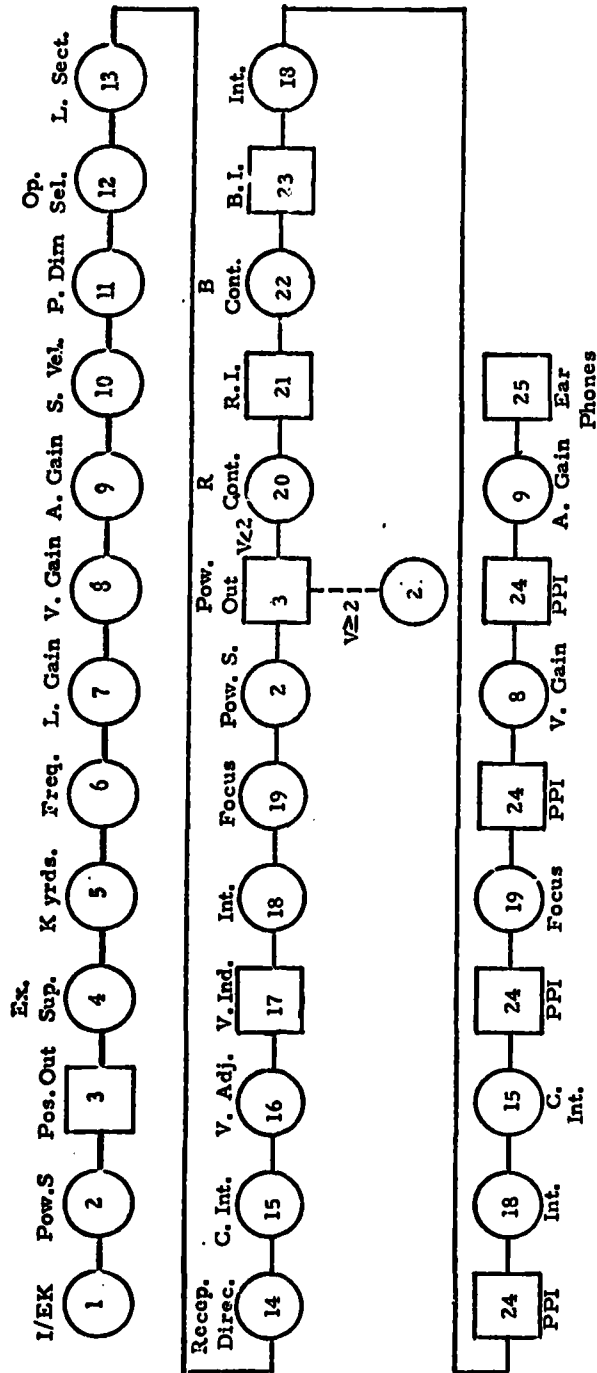 I/EK
1
Pow.S
2
Pos. Out
3
Ex.
Sup.
4
K yrds.
5
Freq.
6
L. Gain
7
V. Gain
8
A. Gain
9
S. Vel.
10
P. Dim
11
Op.
Sel.
12
L. Sect.
13
Recep.
Direc.
14
C. Int.
15
V. Adj.
16
V. Ind.
17
Int.
18
Focus
19
Pow. S.
2
Pow.
Out
3
V≥2
2.
V<2
R
Cont.
20
R.I.
21
B
Cont.
22
B.I.
23
Int.
18
24
PPI
18
Int.
15
C.
Int.
24
PPI
19
Focus
24
PPI
8
V. Gain
24
PPI
9
A. Gain
25
Ear
Phones